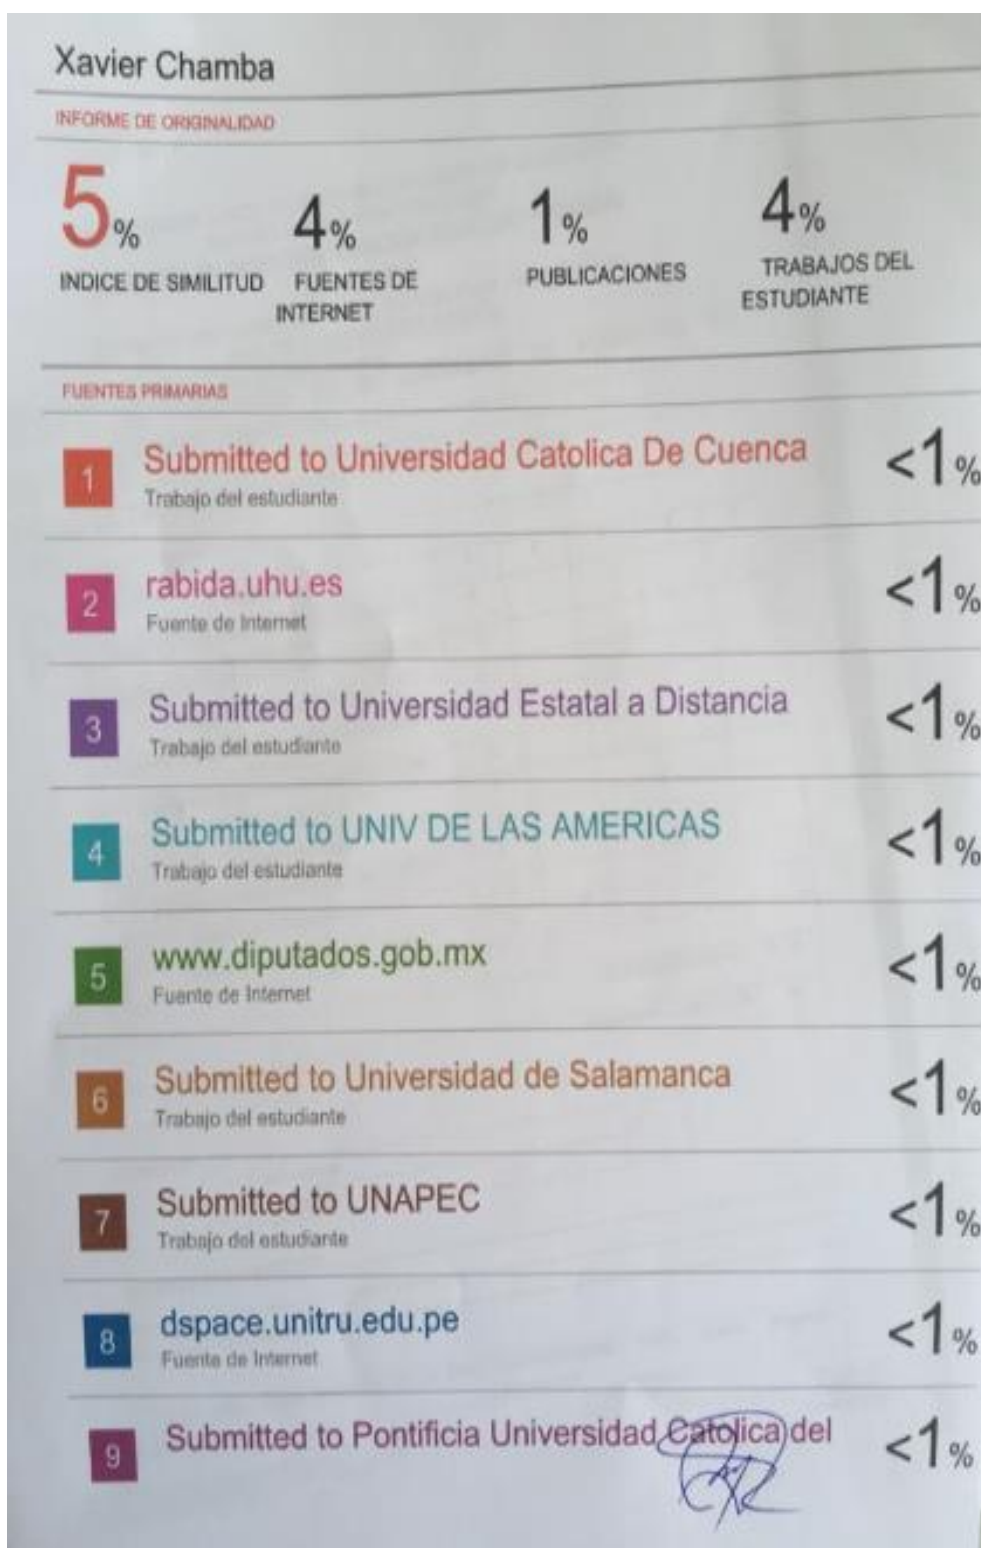 Xavier Chamba
INFORME DE ORIGINALIDAD
5%
INDICE DE SIMILITUD
4%
FUENTES DE
INTERNET
1%
PUBLICACIONES
4%
TRABAJOS DEL
ESTUDIANTE
FUENTES PRIMARIAS
1 Submitted to Universidad Catolica De Cuenca <1%
Trabajo del estudiante
2 rabida.uhu.es <1%
Fuente de Internet
3 Submitted to Universidad Estatal a Distancia <1%
Trabajo del estudiante
4 Submitted to UNIV DE LAS AMERICAS <1%
Trabajo del estudiante
5 www.diputados.gob.mx <1%
Fuente de Internet
6 Submitted to Universidad de Salamanca <1%
Trabajo del estudiante
7 Submitted to UNAPEC <1%
Trabajo del estudiante
8 dspace.unitru.edu.pe <1%
Fuente de Internet
9 Submitted to Pontificia Universidad Catolica del <1%